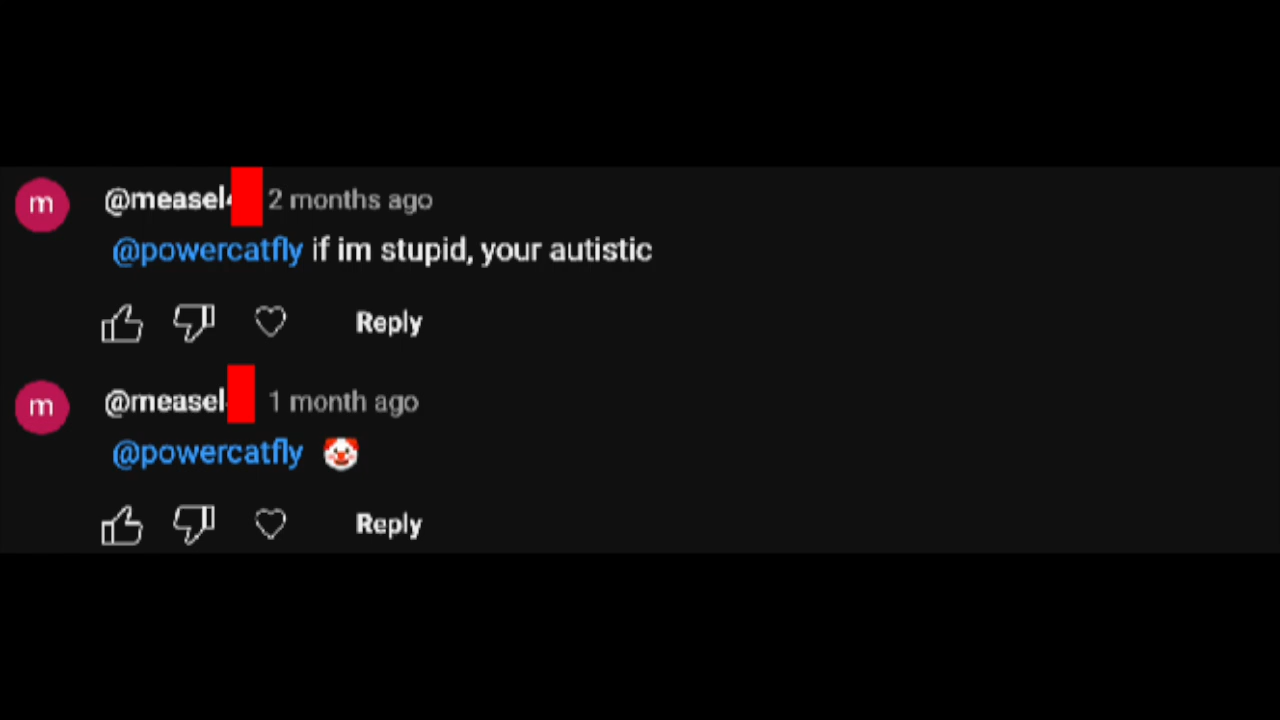 m
@measel 2 months ago
@powercatfly if im stupid, your autistic
Reply
m
@measel 1 month ago
@powercatfly 🤡
Reply